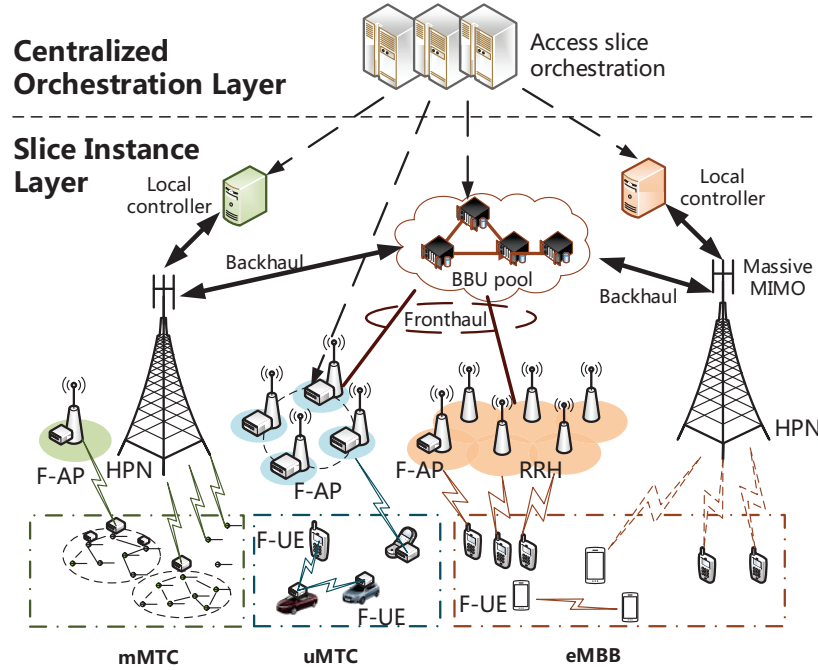 Centralized
Orchestration Layer
Access slice
orchestration
Slice Instance
Layer
Local
controller
Local
controller
Backhaul
BBU pool
Backhaul
Massive
MIMO
Fronthaul
F-AP
HPN
F-AP
F-AP
RRH
HPN
F-UE
F-UE
F-UE
mMTC
uMTC
eMBB